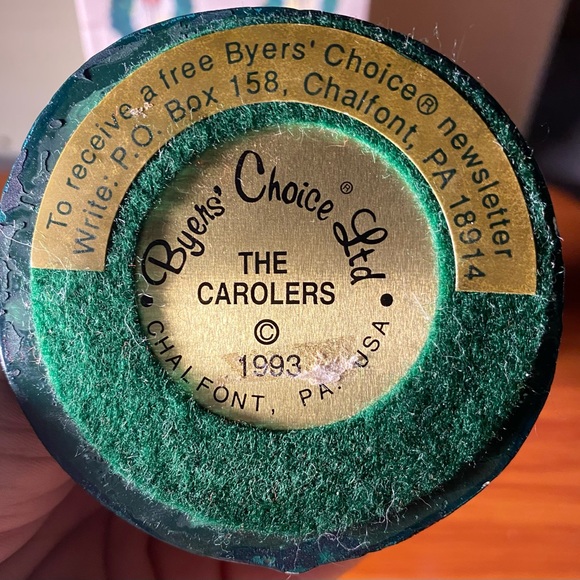 To receive a free Byers' Choice® newsletter
Write: P.O. Box 158, Chalfont, PA 18914
Byers' Choice® Ltd
THE
CAROLERS
©
1993
• CHALFONT, PA. USA •